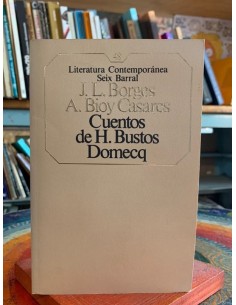 Literatura Contemporánea
Seix Barral
J. L. Borges
A. Bioy Casares
Cuentos
de H. Bustos
Domecq